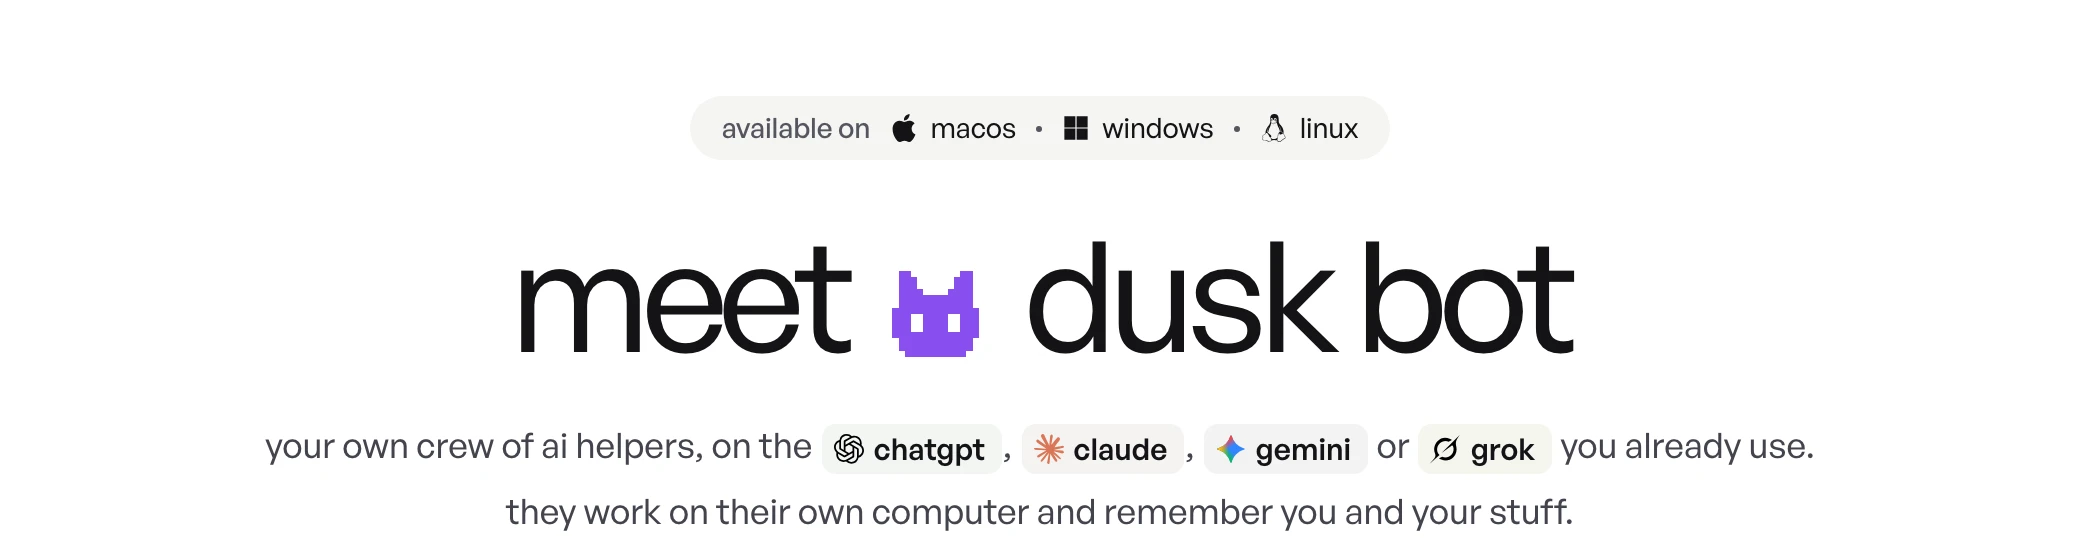 available on macos • windows • linux
meet dusk bot
your own crew of ai helpers, on the chatgpt, claude, gemini or grok you already use.
they work on their own computer and remember you and your stuff.